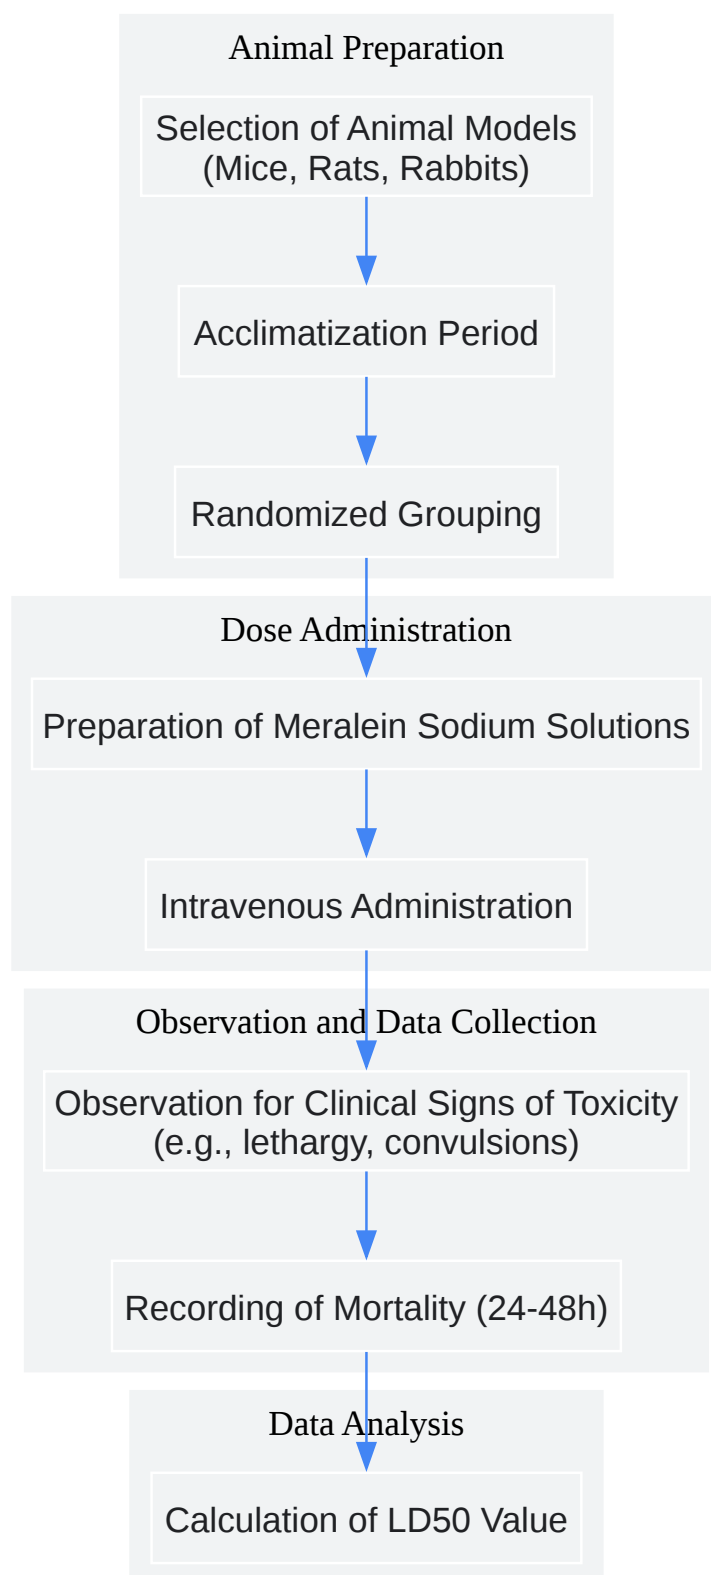 Animal Preparation
Selection of Animal Models
(Mice, Rats, Rabbits)
Acclimatization Period
Randomized Grouping
Dose Administration
Preparation of Meralein Sodium Solutions
Intravenous Administration
Observation and Data Collection
Observation for Clinical Signs of Toxicity
(e.g., lethargy, convulsions)
Recording of Mortality (24-48h)
Data Analysis
Calculation of LD50 Value